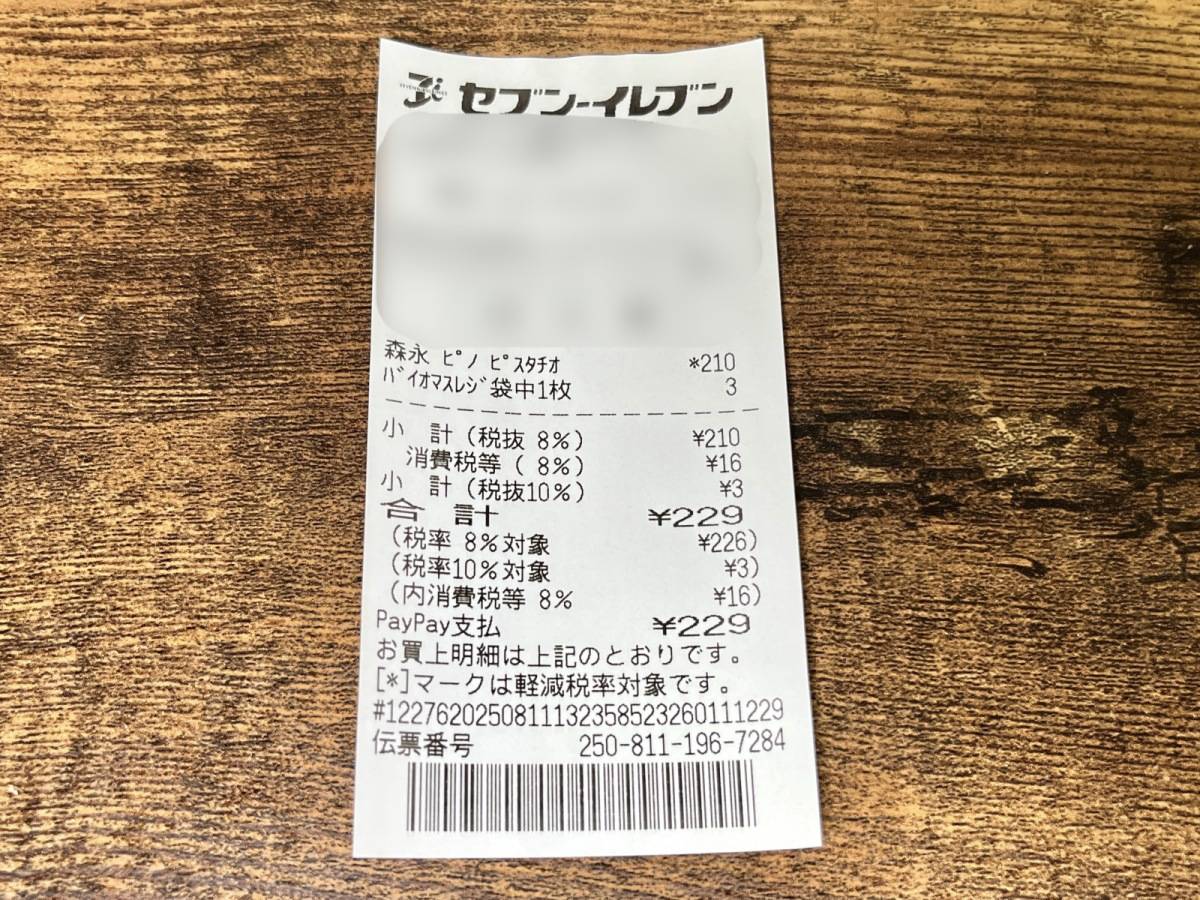 セブン-イレブン
森永 ピノ ピスタチオ *210
バイオマスレジ袋中1枚 3
小 計(税抜 8%) ¥210
消費税等( 8%) ¥16
小 計(税抜10%) ¥3
合 計 ¥229
(税率 8%対象 ¥226)
(税率10%対象 ¥3)
(内消費税等 8% ¥16)
PayPay支払 ¥229
お買上明細は上記のとおりです。
[*]マークは軽減税率対象です。
#122762025081113235852326​0111229
伝票番号 250-811-196-7284